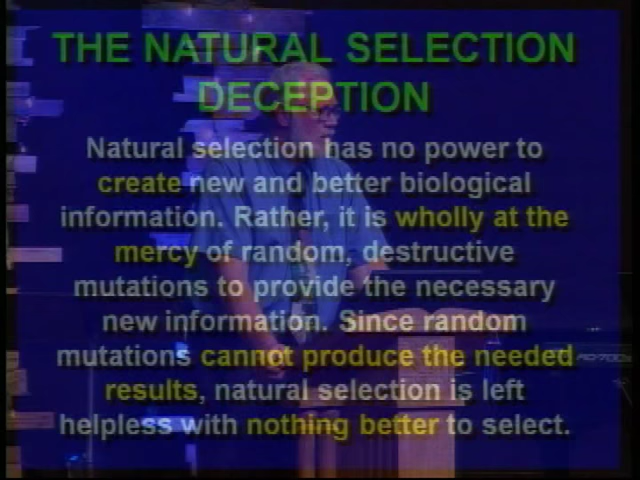 THE NATURAL SELECTION
DECEPTION
Natural selection has no power to
create new and better biological
information. Rather, it is wholly at the
mercy of random, destructive
mutations to provide the necessary
new information. Since random
mutations cannot produce the needed
results, natural selection is left
helpless with nothing better to select.